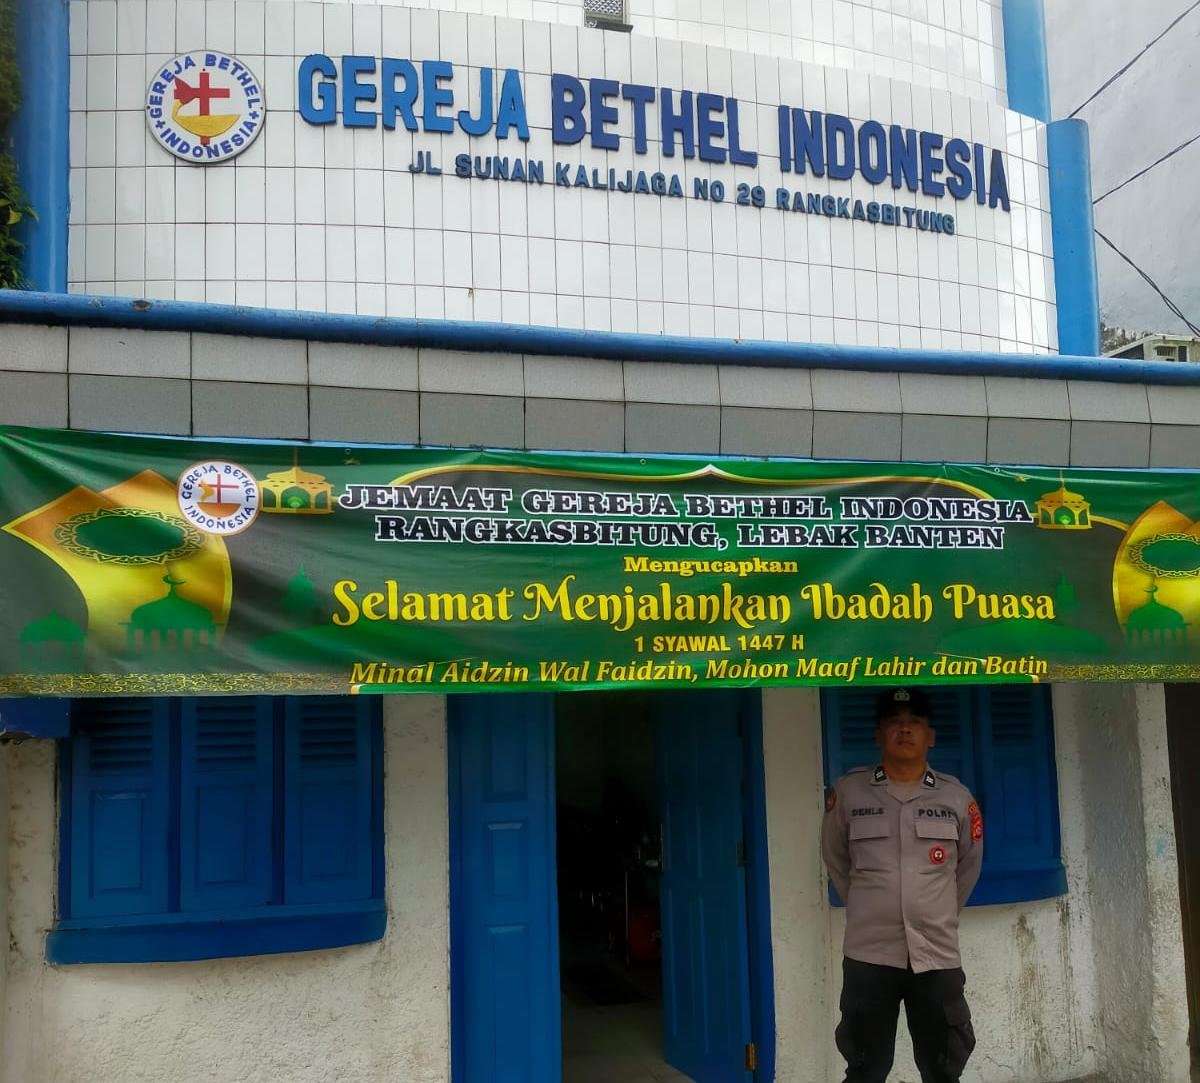 GEREJA BETHEL INDONESIA
GEREJA BETHEL INDONESIA
JL SUNAN KALIJAGA NO 29 RANGKASBITUNG
GEREJA BETHEL INDONESIA
JEMAAT GEREJA BETHEL INDONESIA
RANGKASBITUNG, LEBAK BANTEN
Mengucapkan
Selamat Menjalankan Ibadah Puasa
1 SYAWAL 1447 H
Minal Aidzin Wal Faidzin, Mohon Maaf Lahir dan Batin
POLRI